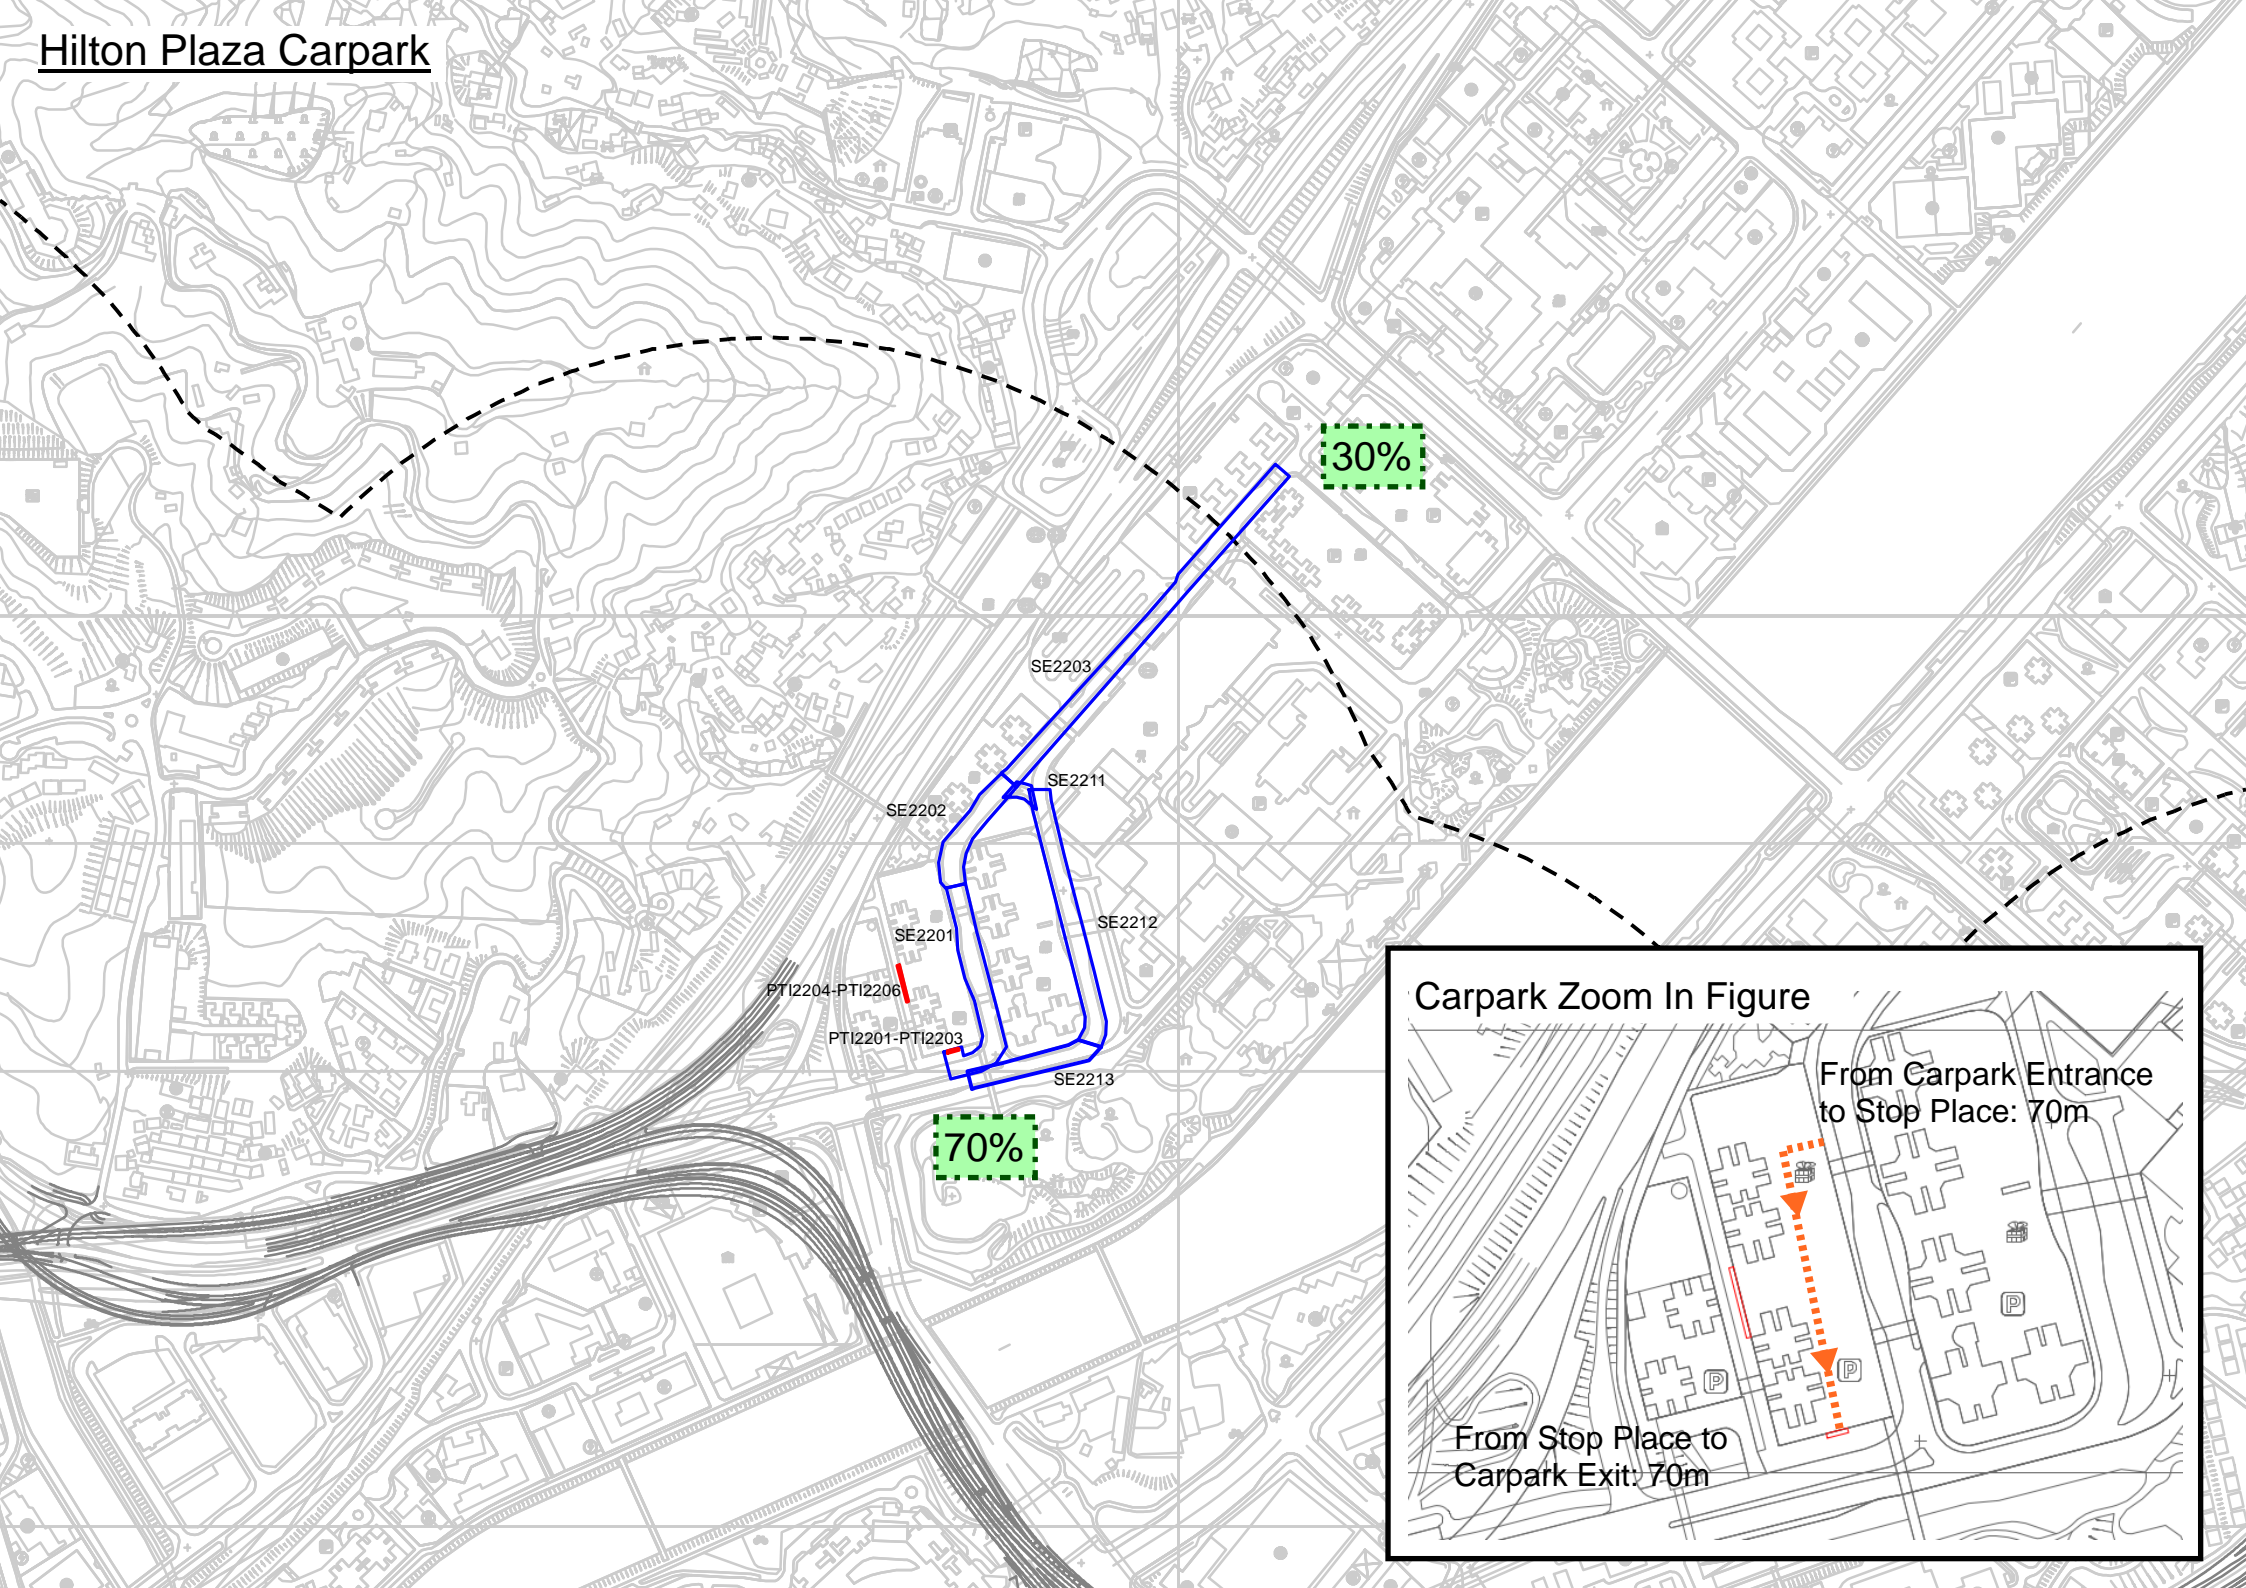 Hilton Plaza Carpark
30%
SE2203
SE2211
SE2202
SE2212
SE2201
PTI2204-PTI2206
PTI2201-PTI2203
SE2213
70%
Carpark Zoom In Figure
From Carpark Entrance
to Stop Place: 70m
P
P
P
From Stop Place to
Carpark Exit: 70m